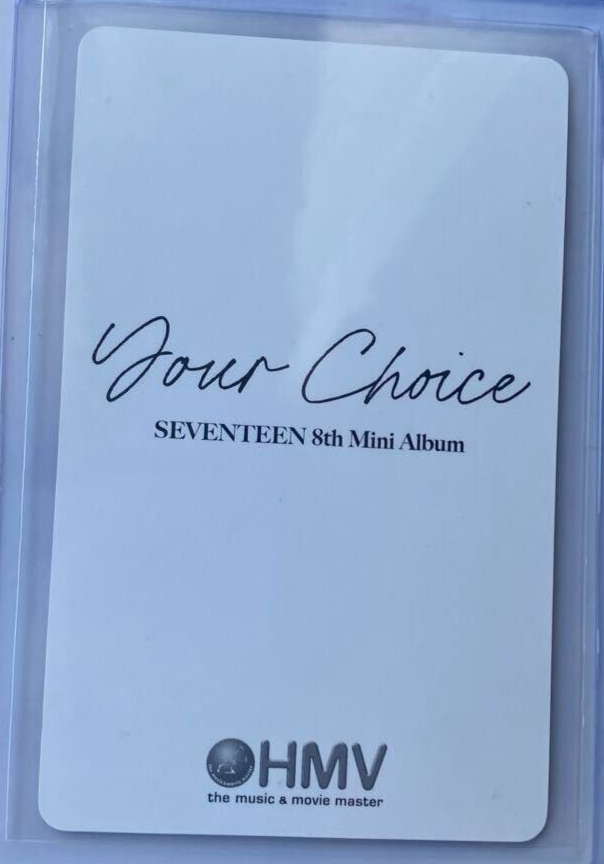 Your Choice
SEVENTEEN 8th Mini Album
HMV
the music & movie master